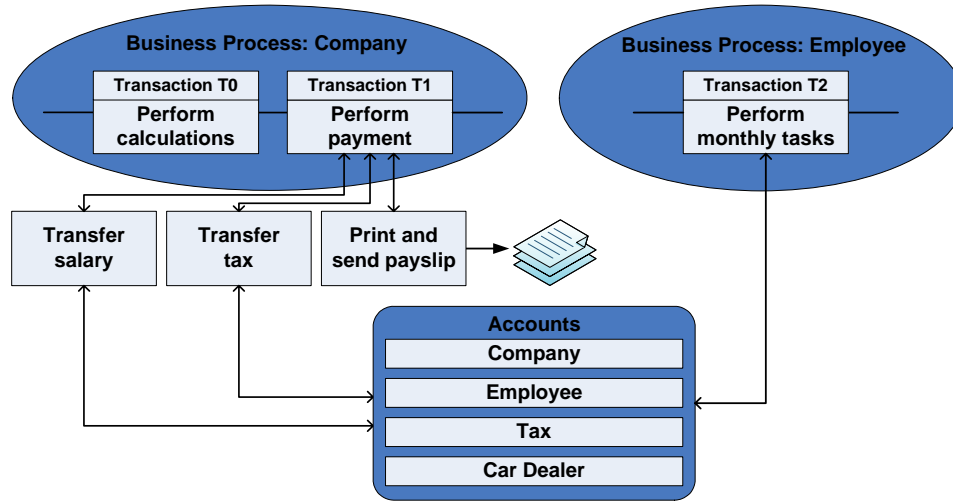 Business Process: Company
Transaction T0
Perform
calculations
Transaction T1
Perform
payment
Business Process: Employee
Transaction T2
Perform
monthly tasks
Transfer
salary
Transfer
tax
Print and
send payslip
Accounts
Company
Employee
Tax
Car Dealer